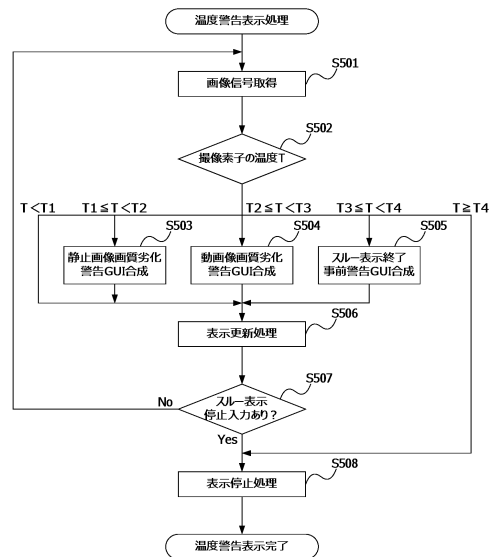 温度警告表示処理
S501
画像信号取得
S502
撮像素子の温度T
T<T1
T1≦T<T2
T2≦T<T3
T3≦T<T4
T≧T4
S503
静止画像画質劣化
警告GUI合成
S504
動画像画質劣化
警告GUI合成
S505
スルー表示終了
事前警告GUI合成
S506
表示更新処理
S507
スルー表示
停止入力あり?
No
Yes
S508
表示停止処理
温度警告表示完了